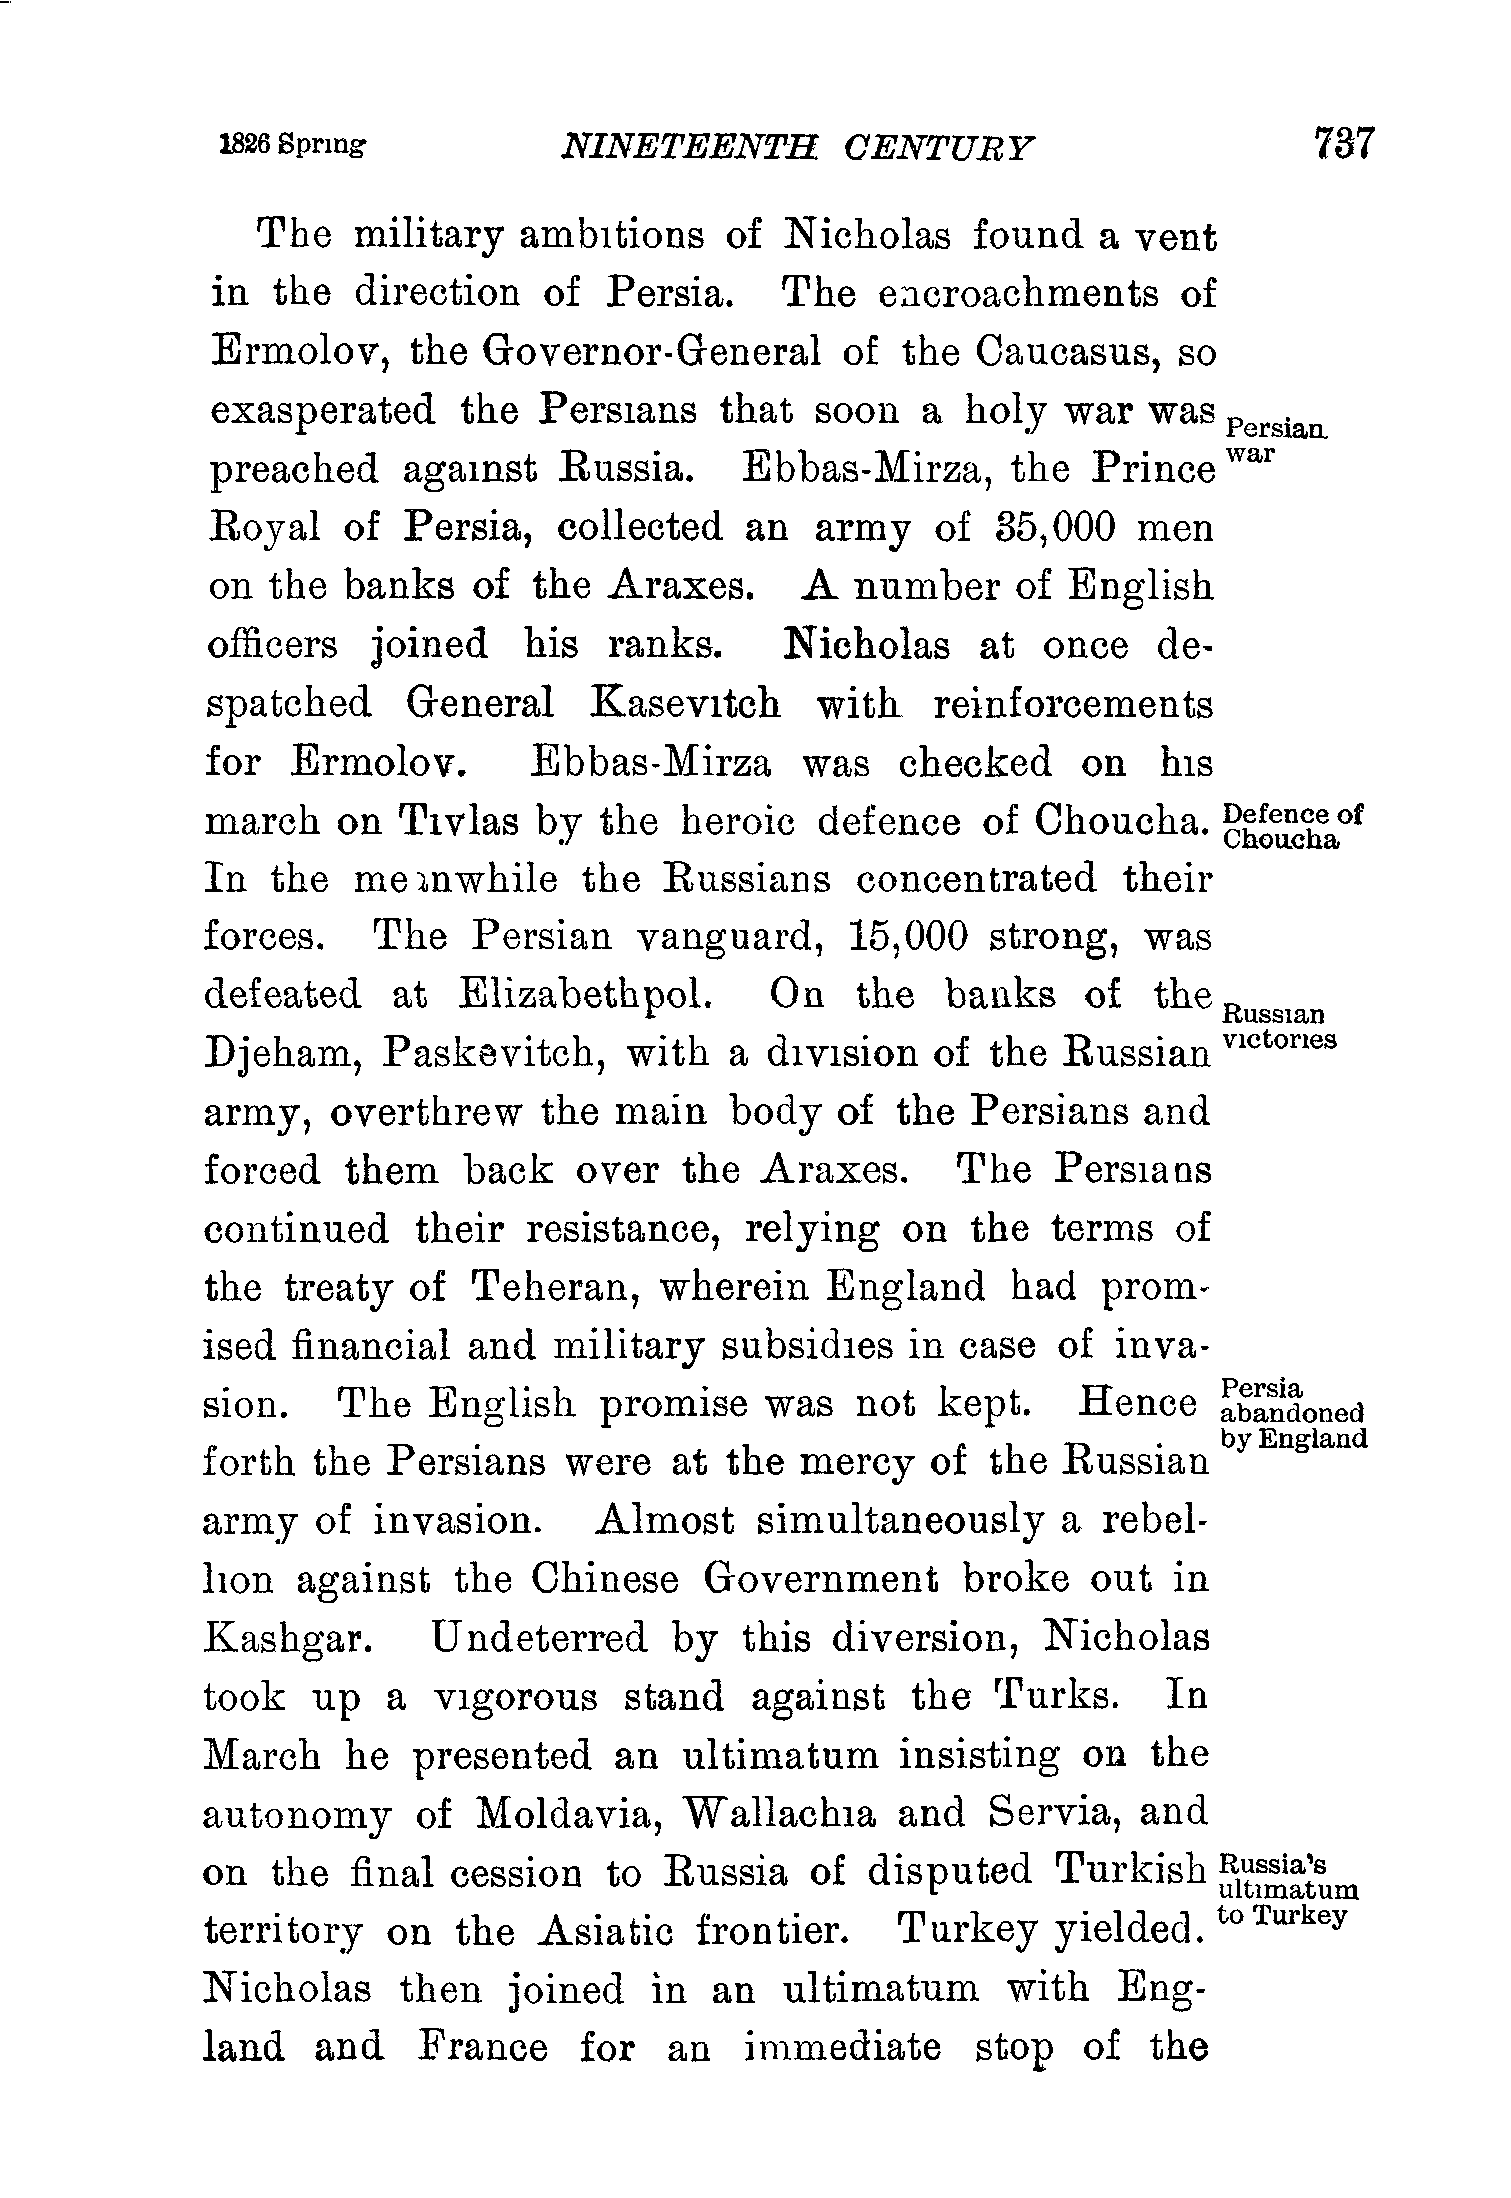 1826 Spring NINETEENTH CENTURY 737
The military ambitions of Nicholas found a vent
in the direction of Persia. The encroachments of
Ermolov, the Governor-General of the Caucasus, so
exasperated the Persians that soon a holy war was
Persian
war
preached against Russia. Ebbas-Mirza, the Prince
Royal of Persia, collected an army of 35,000 men
on the banks of the Araxes. A number of English
officers joined his ranks. Nicholas at once de-
spatched General Kasevitch with reinforcements
for Ermolov. Ebbas-Mirza was checked on his
march on Tivlas by the heroic defence of Choucha.
Defence of
Choucha
In the meanwhile the Russians concentrated their
forces. The Persian vanguard, 15,000 strong, was
defeated at Elizabethpol. On the banks of the
Russian
victories
Djeham, Paskevitch, with a division of the Russian
army, overthrew the main body of the Persians and
forced them back over the Araxes. The Persians
continued their resistance, relying on the terms of
the treaty of Teheran, wherein England had prom-
ised financial and military subsidies in case of inva-
sion. The English promise was not kept. Hence
Persia
abandoned
by England
forth the Persians were at the mercy of the Russian
army of invasion. Almost simultaneously a rebel-
lion against the Chinese Government broke out in
Kashgar. Undeterred by this diversion, Nicholas
took up a vigorous stand against the Turks. In
March he presented an ultimatum insisting on the
autonomy of Moldavia, Wallachia and Servia, and
on the final cession to Russia of disputed Turkish
Russia's
ultimatum
to Turkey
territory on the Asiatic frontier. Turkey yielded.
Nicholas then joined in an ultimatum with Eng-
land and France for an immediate stop of the